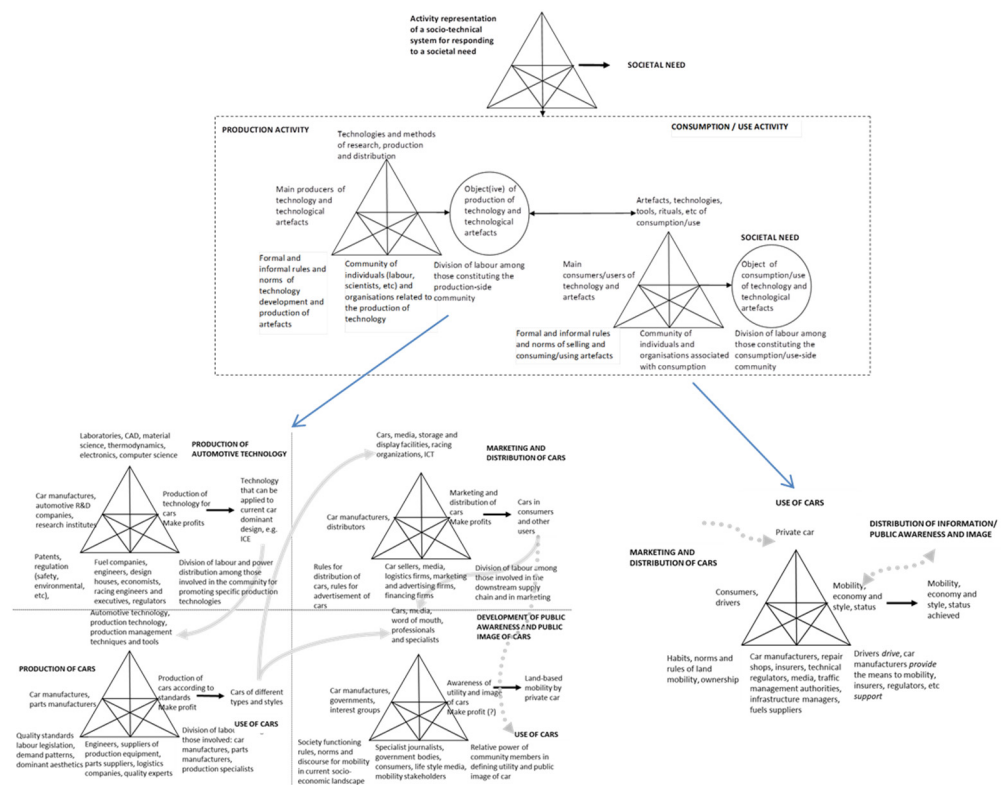 Activity representation
of a socio-technical
system for responding
to a societal need
SOCIETAL NEED
PRODUCTION ACTIVITY
CONSUMPTION / USE ACTIVITY
Technologies and methods
of research, production
and distribution
Main producers of
technology and
technological
artefacts
Object(ive) of
production of
technology and
technological
artefacts
Formal and
informal rules and
norms of
technology
development and
production of
artefacts
Community of
individuals (labour,
scientists, etc) and
organisations related to
the production of
technology
Division of labour among
those constituting the
production-side
community
Artefacts, technologies,
tools, rituals, etc of
consumption/use
SOCIETAL NEED
Main
consumers/users of
technology and
artefacts
Object of
consumption/use
of technology and
technological
artefacts
Formal and informal rules
and norms of selling and
consuming/using artefacts
Community of
individuals and
organisations associated
with consumption
Division of labour among
those constituting the
consumption/use-side
community
Laboratories, CAD, material
science, thermodynamics,
electronics, computer science
PRODUCTION OF
AUTOMOTIVE TECHNOLOGY
Car manufactures,
automotive R&D
companies,
research institutes
Production of
technology for
cars
Make profits
Technology
that can be
applied to
current car
dominant
design, e.g.
ICE
Patents,
regulation
(safety,
environmental,
etc),
Fuel companies,
engineers, design
houses, economists,
racing engineers and
executives, regulators
Division of labour and power
distribution among those
involved in the community for
promoting specific production
technologies
Cars, media, storage and
display facilities, racing
organizations, ICT
MARKETING AND
DISTRIBUTION OF CARS
Car manufacturers,
distributors
Marketing and
distribution of
cars
Make profits
Cars in
consumers
and other
users
Rules for
distribution of
cars, rules for
advertisement of
cars
Car sellers, media,
logistics firms, marketing
and advertising firms,
financing firms
Division of labour among
those involved in the
downstream supply
chain and in marketing
Automotive technology,
production technology,
production management
techniques and tools
PRODUCTION OF CARS
Car manufacturers,
parts manufacturers
Production of
cars according to
standards
Make profit
Cars of different
types and styles
USE OF CARS
Quality standards
labour legislation,
demand patterns,
dominant aesthetics
Engineers, suppliers of
production equipment,
parts suppliers, logistics
companies, quality experts
Division of
those involved: car
manufacturers, parts
manufacturers,
production specialists
Cars, media,
word of mouth,
professionals
and specialists
DEVELOPMENT OF PUBLIC
AWARENESS AND PUBLIC
IMAGE OF CARS
Car manufacturers,
governments,
interest groups
Awareness of
utility and image
of cars
Make profit (?)
Land-based
mobility by
private car
USE OF CARS
Society functioning
rules, norms and
discourse for mobility
in current socio-
economic landscape
Specialist journalists,
government bodies,
consumers, life style media,
mobility stakeholders
Relative power of
community members in
defining utility and public
image of car
USE OF CARS
Private car
MARKETING AND
DISTRIBUTION OF CARS
DISTRIBUTION OF INFORMATION/
PUBLIC AWARENESS AND IMAGE
Consumers,
drivers
Mobility,
economy and
style, status
Mobility,
economy and
style, status
achieved
Habits, norms and
rules of land
mobility, ownership
Car manufacturers, repair
shops, insurers, technical
regulators, media, traffic
management authorities,
infrastructure managers,
fuels suppliers
Drivers drive, car
manufacturers provide
the means to mobility,
insurers, regulators, etc
support